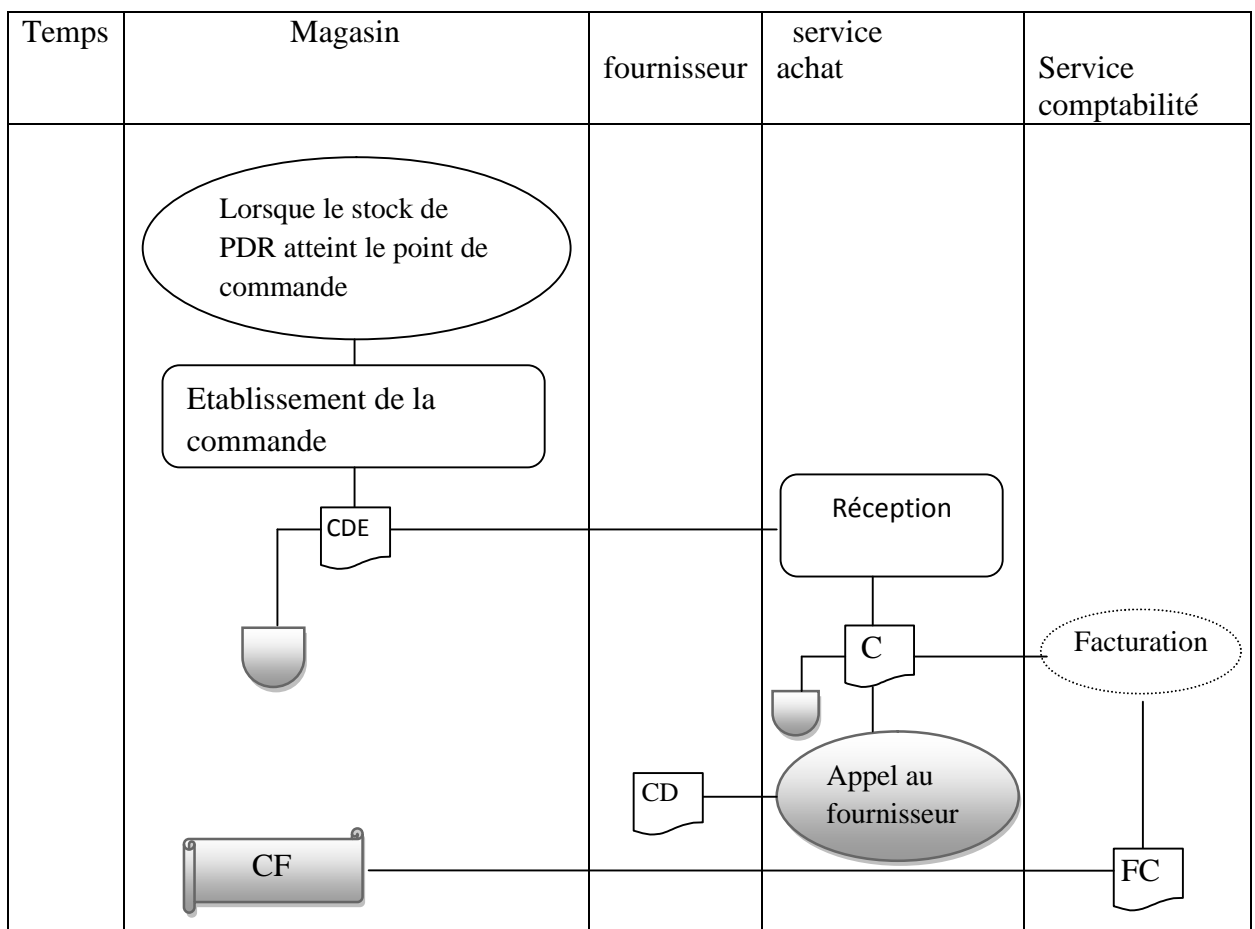 Temps
Magasin
fournisseur
service
achat
Service
comptabilité
Lorsque le stock de
PDR atteint le point de
commande
Etablissement de la
commande
CDE
Réception
C
Facturation
Appel au
fournisseur
CD
CF
FC